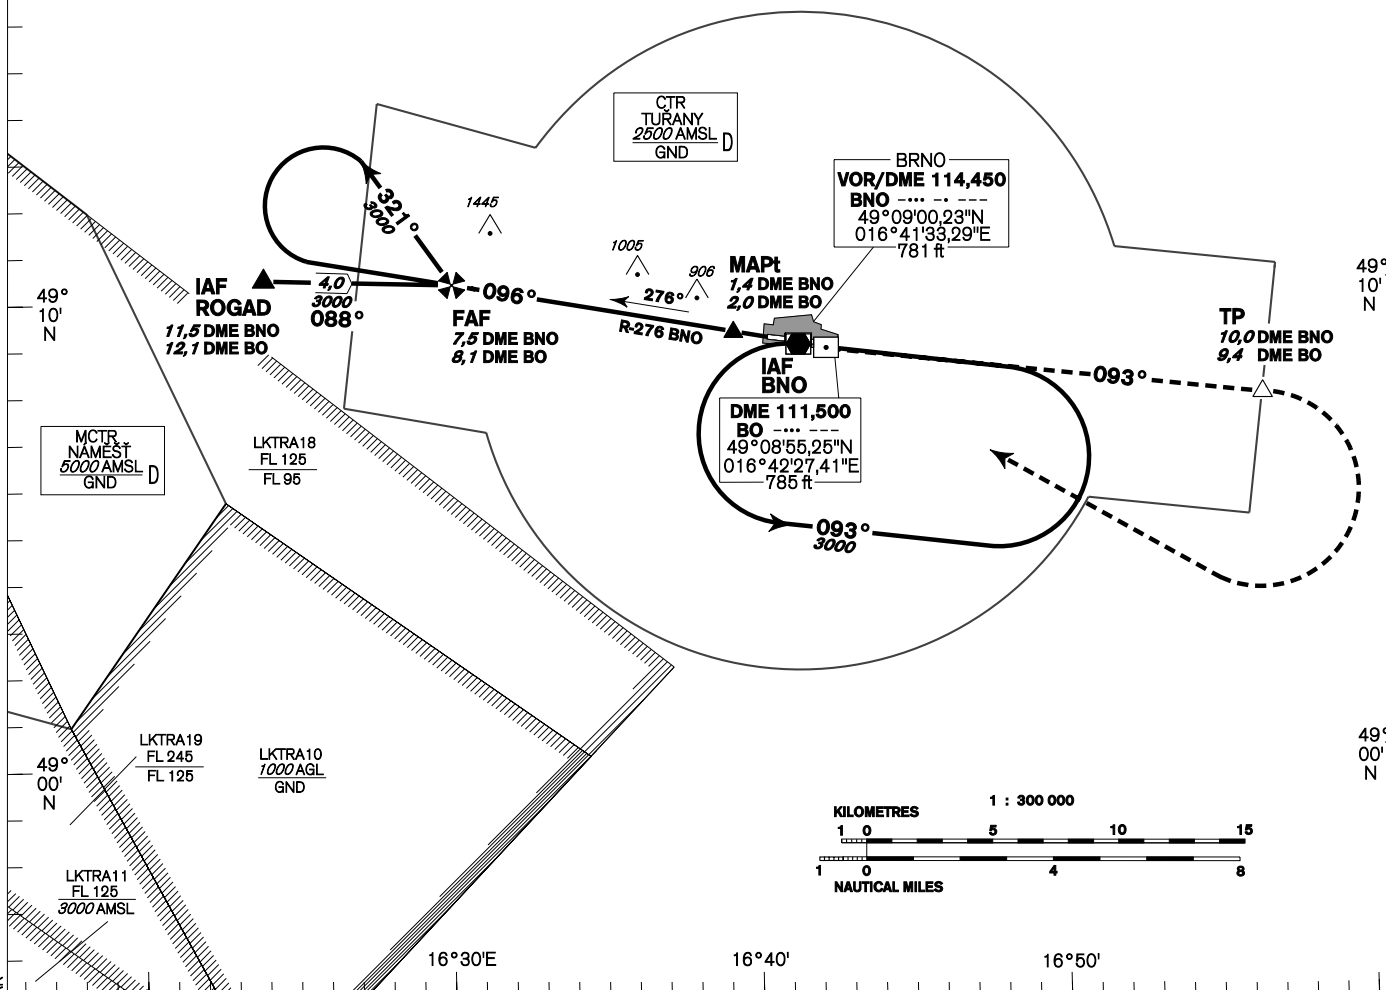 CTR
TUŘANY
2500 AMSL D
GND
BRNO
VOR/DME 114,450
BNO -··· -· ---
49°09'00,23"N
016°41'33,29"E
781 ft
321°
3000
1445
1005
906
MAPt
1,4 DME BNO
2,0 DME BO
IAF
ROGAD
11,5 DME BNO
12,1 DME BO
4,0
3000
088°
096°
276°
R-276 BNO
FAF
7,5 DME BNO
8,1 DME BO
49°
10'
N
49°
10'
N
TP
10,0 DME BNO
9,4 DME BO
093°
IAF
BNO
DME 111,500
BO -··· ---
49°08'55,25"N
016°42'27,41"E
785 ft
093°
3000
MCTR
NÁMĚŠŤ
5000 AMSL D
GND
LKTRA18
FL 125
FL 95
LKTRA19
FL 245
FL 125
LKTRA10
1000 AGL
GND
49°
00'
N
49°
00'
N
LKTRA11
FL 125
3000 AMSL
1 : 300 000
KILOMETRES
1 0 5 10 15
1 0 4 8
NAUTICAL MILES
16°30'E
16°40'
16°50'